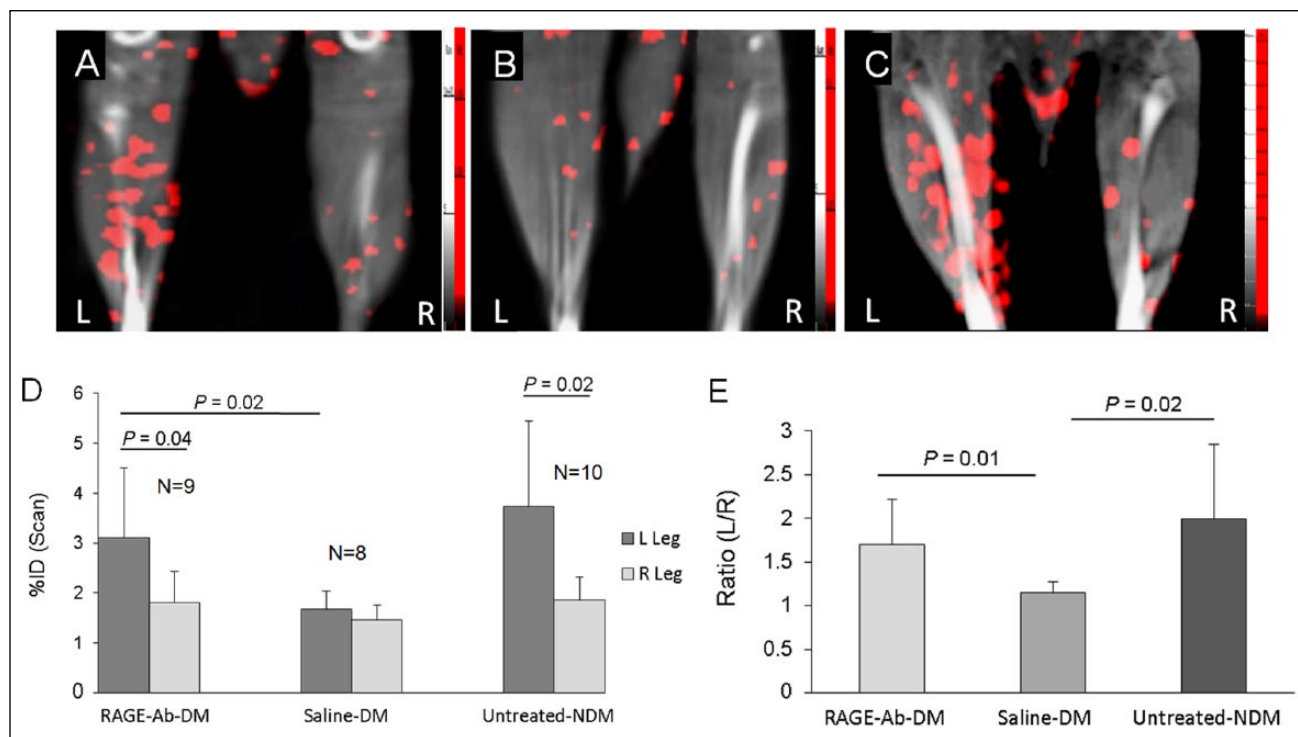 A
B
C
L
R
L
R
L
R
D
6
5
4
3
2
1
0
%ID (Scan)
P = 0.02
P = 0.04
N=9
N=8
P = 0.02
N=10
L Leg
R Leg
RAGE-Ab-DM
Saline-DM
Untreated-NDM
E
3
2.5
2
1.5
1
0.5
0
Ratio (L/R)
P = 0.01
P = 0.02
RAGE-Ab-DM
Saline-DM
Untreated-NDM